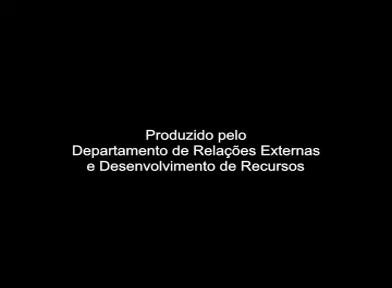 Produzido pelo
Departamento de Relações Externas
e Desenvolvimento de Recursos